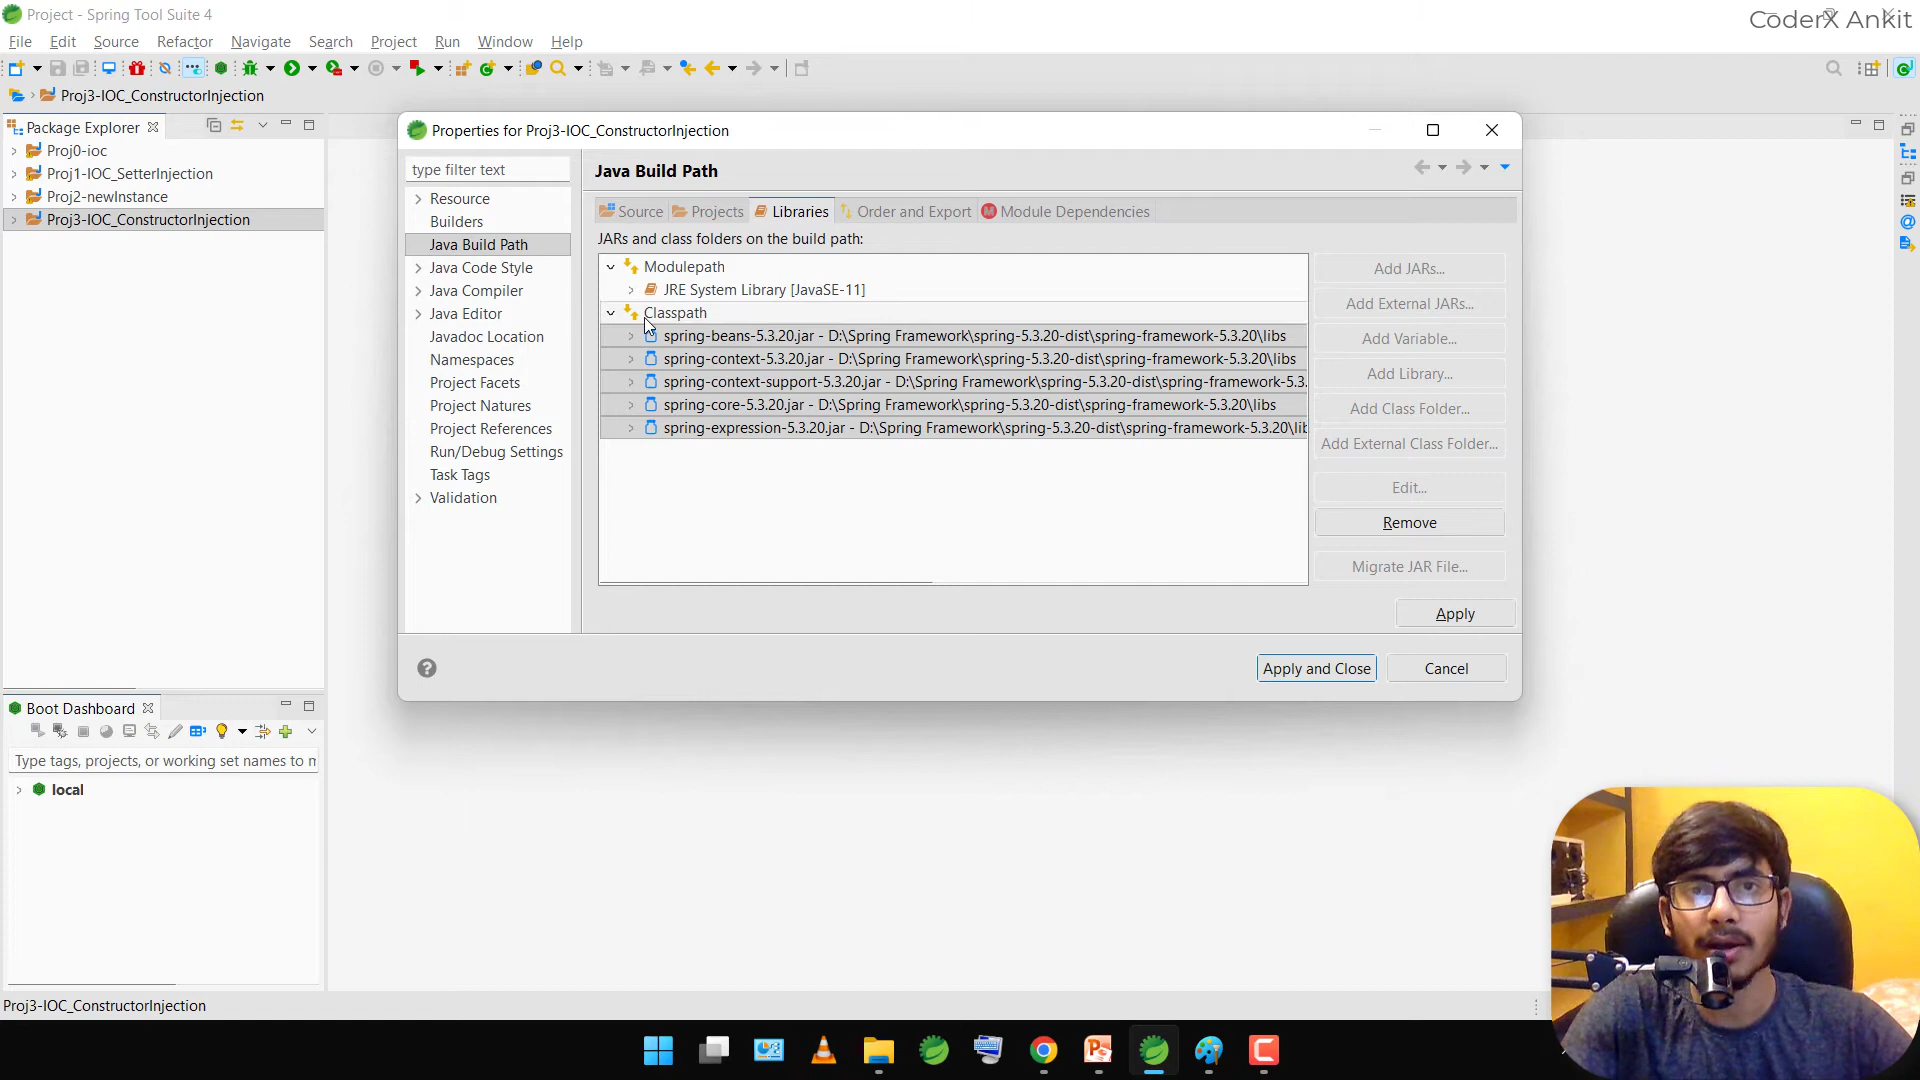 Project - Spring Tool Suite 4
CoderX Ankit
File Edit Source Refactor Navigate Search Project Run Window Help
Proj3-IOC_ConstructorInjection
Package Explorer
Proj0-ioc
Proj1-IOC_SetterInjection
Proj2-newInstance
Proj3-IOC_ConstructorInjection
Properties for Proj3-IOC_ConstructorInjection
type filter text
Resource
Builders
Java Build Path
Java Code Style
Java Compiler
Java Editor
Javadoc Location
Namespaces
Project Facets
Project Natures
Project References
Run/Debug Settings
Task Tags
Validation
Java Build Path
Source Projects Libraries Order and Export Module Dependencies
JARs and class folders on the build path:
Modulepath
JRE System Library [JavaSE-11]
Classpath
spring-beans-5.3.20.jar - D:\Spring Framework\spring-5.3.20-dist\spring-framework-5.3.20\libs
spring-context-5.3.20.jar - D:\Spring Framework\spring-5.3.20-dist\spring-framework-5.3.20\libs
spring-context-support-5.3.20.jar - D:\Spring Framework\spring-5.3.20-dist\spring-framework-5.3.
spring-core-5.3.20.jar - D:\Spring Framework\spring-5.3.20-dist\spring-framework-5.3.20\libs
spring-expression-5.3.20.jar - D:\Spring Framework\spring-5.3.20-dist\spring-framework-5.3.20\lib
Add JARs...
Add External JARs...
Add Variable...
Add Library...
Add Class Folder...
Add External Class Folder...
Edit...
Remove
Migrate JAR File...
Apply
Apply and Close
Cancel
Boot Dashboard
Type tags, projects, or working set names to m
local
Proj3-IOC_ConstructorInjection